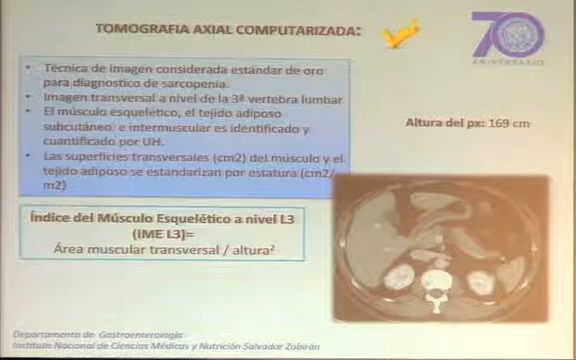 TOMOGRAFIA AXIAL COMPUTARIZADA:
70
ANIVERSARIO
• Técnica de imagen considerada estándar de oro
para diagnostico de sarcopenia.
• Imagen transversal a nivel de la 3ª vertebra lumbar
• El músculo esquelético, el tejido adiposo
subcutáneo e intermuscular es identificado y
cuantificado por UH.
• Las superficies transversales (cm2) del músculo y el
tejido adiposo se estandarizan por estatura (cm2/
m2)
Altura del px: 169 cm
Índice del Músculo Esquelético a nivel L3
(IME L3)=
Área muscular transversal / altura²
Departamento de Gastroenterología.
Instituto Nacional de Ciencias Médicas y Nutrición Salvador Zubirán